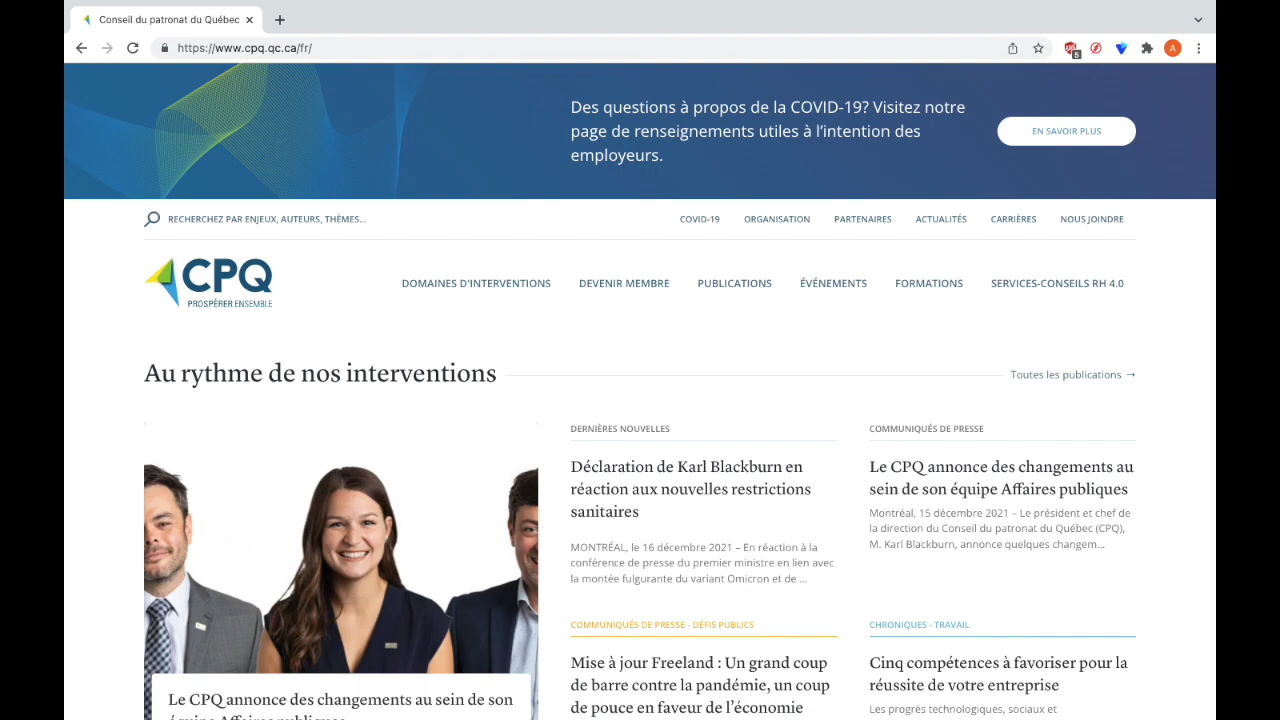 Conseil du patronat du Québec
https://www.cpq.qc.ca/fr/
5
A
Des questions à propos de la COVID-19? Visitez notre
page de renseignements utiles à l'intention des
employeurs.
EN SAVOIR PLUS
RECHERCHEZ PAR ENJEUX, AUTEURS, THÈMES...
COVID-19
ORGANISATION
PARTENAIRES
ACTUALITÉS
CARRIÈRES
NOUS JOINDRE
CPQ
PROSPÉRER ENSEMBLE
DOMAINES D'INTERVENTIONS
DEVENIR MEMBRE
PUBLICATIONS
ÉVÉNEMENTS
FORMATIONS
SERVICES-CONSEILS RH 4.0
Au rythme de nos interventions
Toutes les publications →
Le CPQ annonce des changements au sein de son
équipe Affaires publiques
DERNIÈRES NOUVELLES
Déclaration de Karl Blackburn en
réaction aux nouvelles restrictions
sanitaires
MONTRÉAL, le 16 décembre 2021 – En réaction à la
conférence de presse du premier ministre en lien avec
la montée fulgurante du variant Omicron et de ...
COMMUNIQUÉS DE PRESSE
Le CPQ annonce des changements au
sein de son équipe Affaires publiques
Montréal, 15 décembre 2021 – Le président et chef de
la direction du Conseil du patronat du Québec (CPQ),
M. Karl Blackburn, annonce quelques changem...
COMMUNIQUÉS DE PRESSE - DÉFIS PUBLICS
Mise à jour Freeland : Un grand coup
de barre contre la pandémie, un coup
de pouce en faveur de l'économie
CHRONIQUES - TRAVAIL
Cinq compétences à favoriser pour la
réussite de votre entreprise
Les progrès technologiques, sociaux et